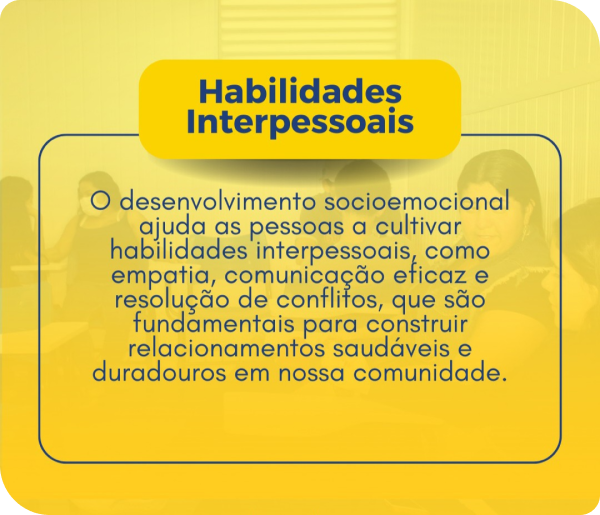 Habilidades
Interpessoais
O desenvolvimento socioemocional
ajuda as pessoas a cultivar
habilidades interpessoais, como
empatia, comunicação eficaz e
resolução de conflitos, que são
fundamentais para construir
relacionamentos saudáveis e
duradouros em nossa comunidade.